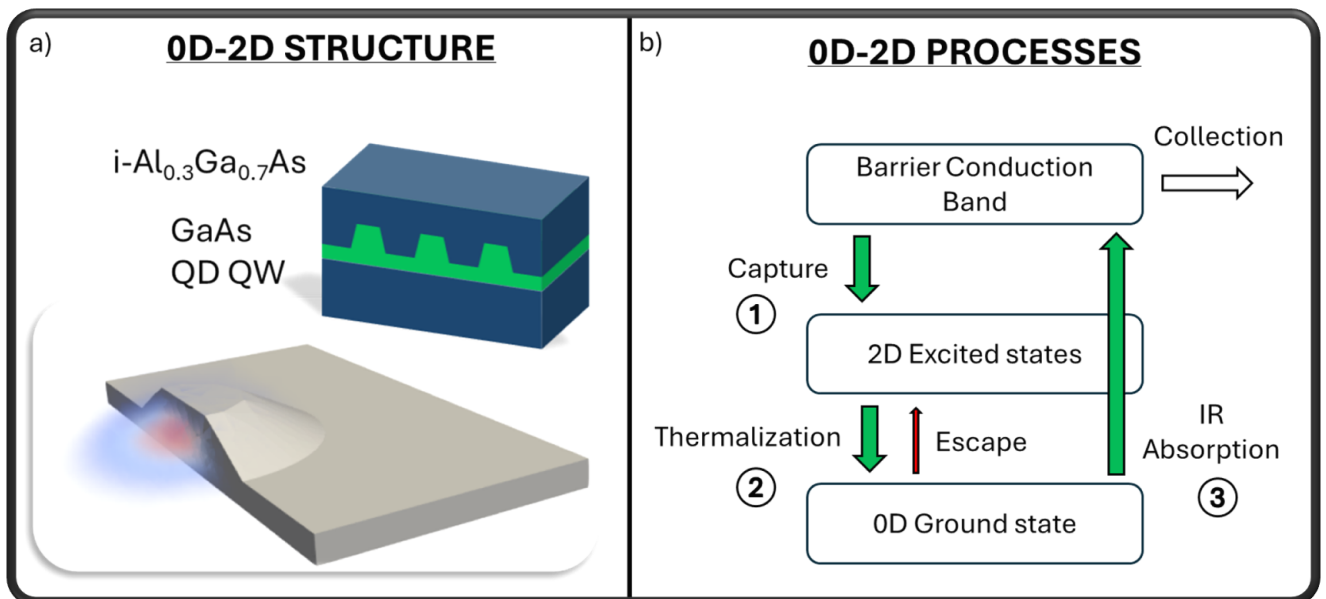 a)
0D-2D STRUCTURE
i-Al₀.₃Ga₀.₇As
GaAs
QD QW
b)
0D-2D PROCESSES
Collection
Barrier Conduction
Band
Capture
1
2D Excited states
Thermalization
2
Escape
IR
Absorption
3
0D Ground state